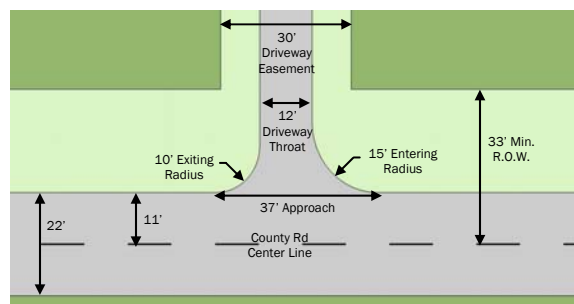 30’
Driveway
Easement
12’
Driveway
Throat
10’ Exiting
Radius
15’ Entering
Radius
33’ Min.
R.O.W.
37’ Approach
22’
11’
County Rd
Center Line